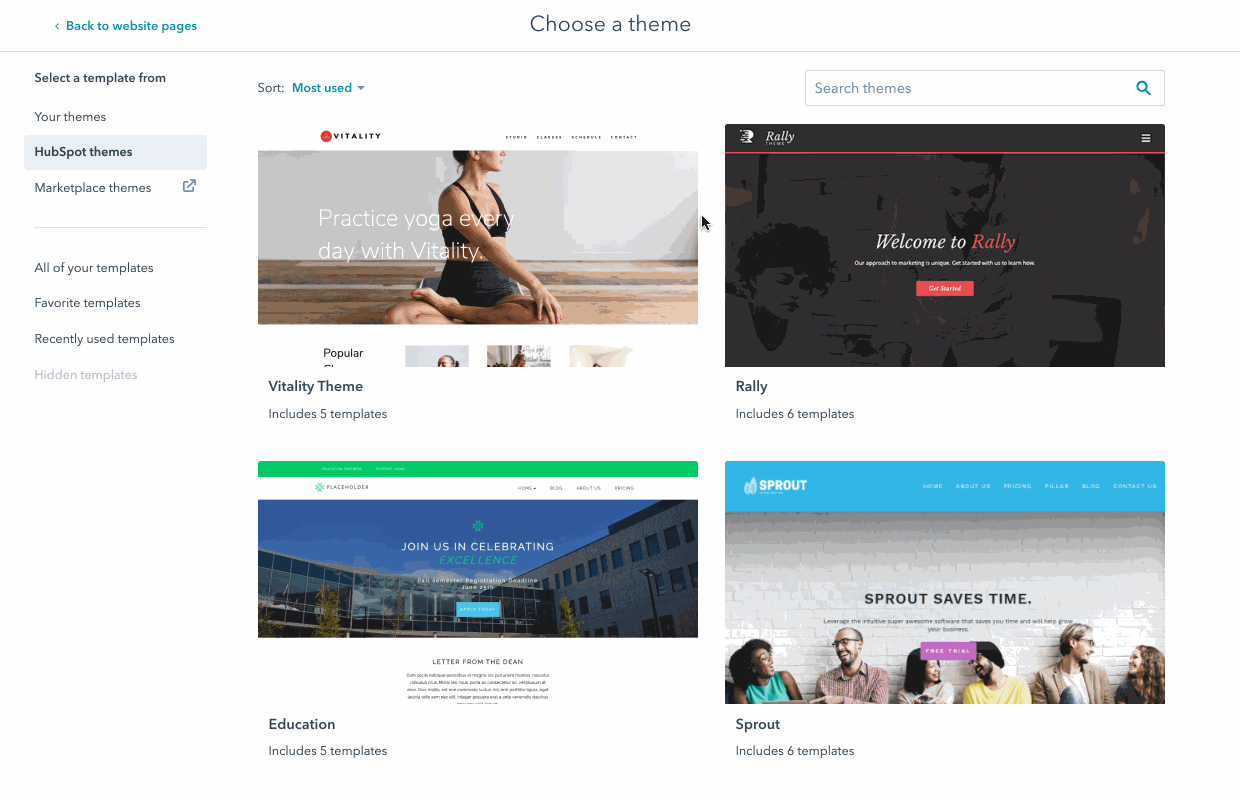 Back to website pages
Choose a theme
Select a template from
Your themes
HubSpot themes
Marketplace themes
All of your templates
Favorite templates
Recently used templates
Hidden templates
Sort: Most used
Search themes
VITALITY
STUDIO CLASSES SCHEDULE CONTACT
Practice yoga every
day with Vitality.
Popular
Vitality Theme
Includes 5 templates
Rally
THEME
Welcome to Rally
Our approach to marketing is unique. Get started with us to learn how.
Get Started
Rally
Includes 6 templates
PLACEHOLDER
HOME BLOG ABOUT US PRICING
JOIN US IN CELEBRATING
EXCELLENCE
Fall semester Registration Deadline
June 25th
APPLY TODAY
LETTER FROM THE DEAN
Education
Includes 5 templates
SPROUT
HOME ABOUT US PRICING PILLAR BLOG CONTACT US
SPROUT SAVES TIME.
Leverage the intuitive super awesome software that saves you time and will help grow
your business.
FREE TRIAL
Sprout
Includes 6 templates